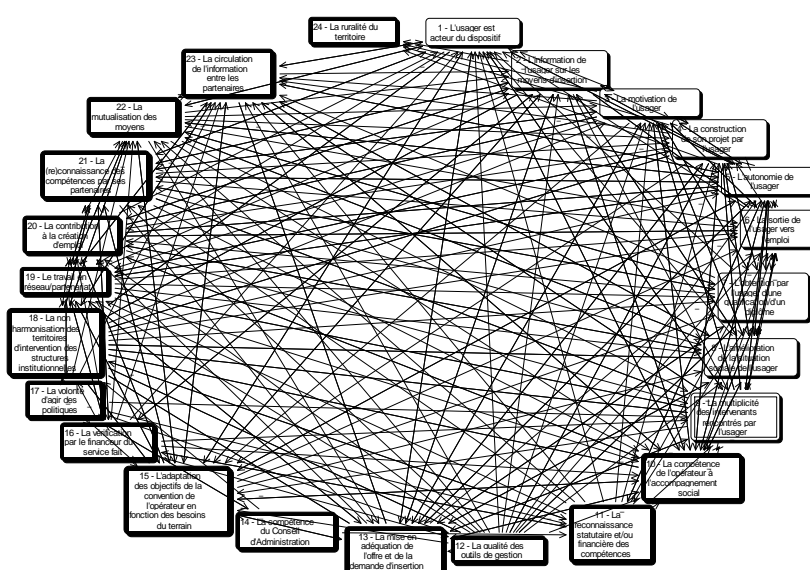 24 - La ruralité du
territoire
1 - L'usager est
acteur du dispositif
l'information de
l'usager sur les
moyens d'insertion
La motivation de
l'usager
La construction
de son projet par
l'usager
L'autonomie de
l'usager
6 - La sortie de
l'usager vers
emploi
L'obtention par
l'usager d'une
qualification/d'un
diplôme
L'amélioration
de la situation
sociale de l'usager
La multiplicité
des intervenants
rencontrés par
l'usager
10 - La compétence
de l'opérateur à
l'accompagnement
social
11 - La
reconnaissance
statutaire et/ou
financière des
compétences
12 - La qualité des
outils de gestion
13 - La mise en
adéquation de
l'offre et de la
demande d'insertion
14 - La compétence
du Conseil
d'Administration
15 - L'adaptation
des objectifs de la
convention de
l'opérateur en
fonction des besoins
du terrain
16 - La vérification
par le financeur du
service fait
17 - La volonté
d'agir des
politiques
18 - La non
harmonisation des
territoires
d'intervention des
structures
institutionnelles
19 - Le travail en
réseau/partenariat
20 - La contribution
à la création
d'emploi
21 - La
(re)connaissance des
compétences par ses
partenaires
22 - La
mutualisation des
moyens
23 - La circulation
de l'information
entre les
partenaires